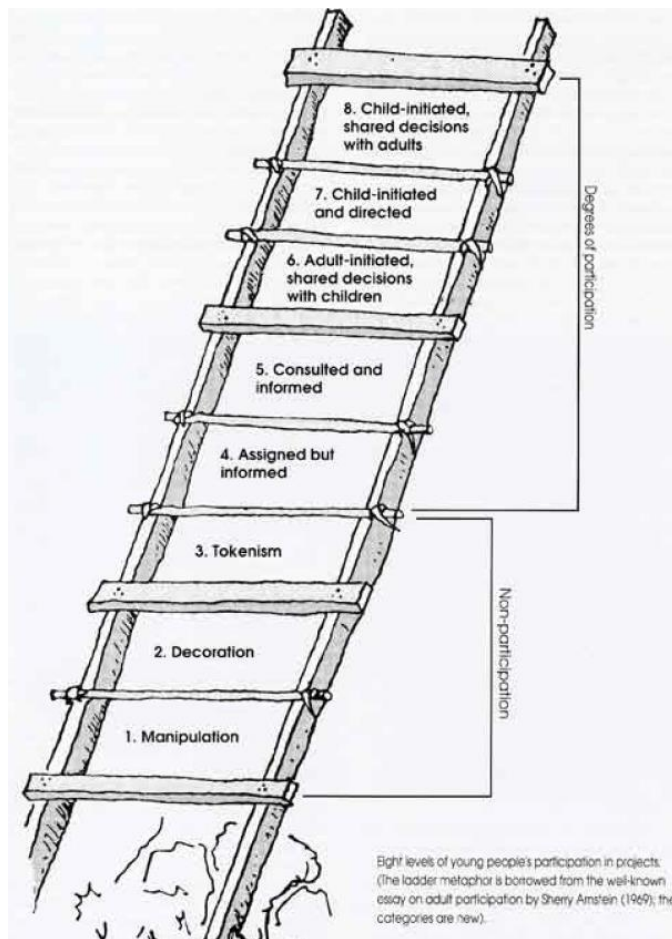 8. Child-initiated,
shared decisions
with adults
7. Child-initiated
and directed
6. Adult-initiated,
shared decisions
with children
5. Consulted and
informed
4. Assigned but
informed
3. Tokenism
2. Decoration
1. Manipulation
Degrees of participation
Non-participation
Eight levels of young people's participation in projects.
(The ladder metaphor is borrowed from the well-known
essay on adult participation by Sherry Arnstein (1969); the
categories are new).